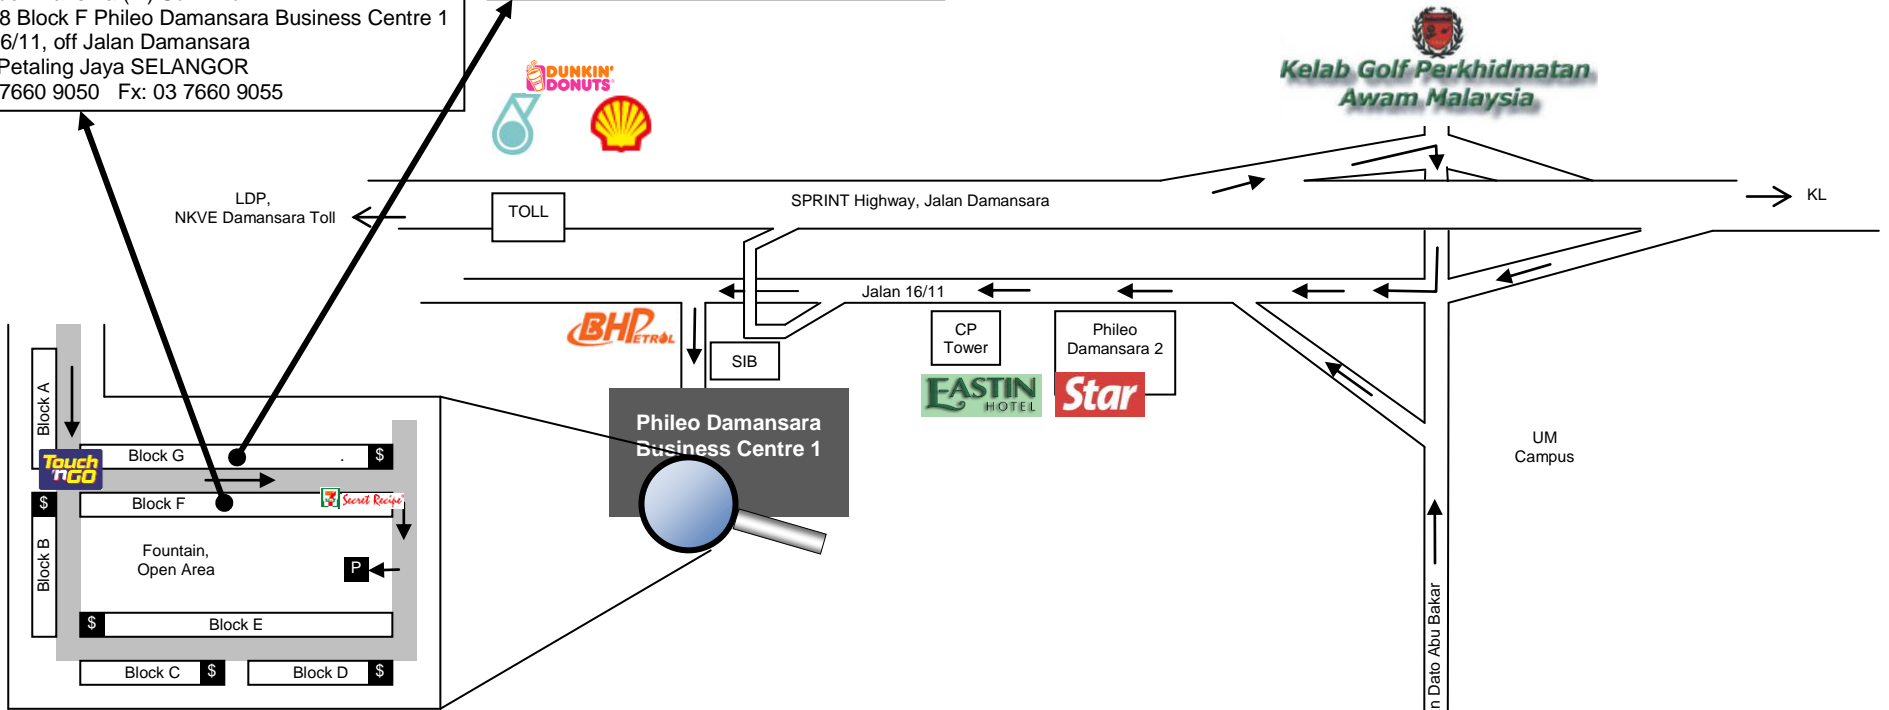 8 Block F Phileo Damansara Business Centre 1
6/11, off Jalan Damansara
Petaling Jaya SELANGOR
7660 9050   Fx: 03 7660 9055
DUNKIN'
DONUTS
Kelab Golf Perkhidmatan
Awam Malaysia
LDP,
NKVE Damansara Toll
TOLL
SPRINT Highway, Jalan Damansara
KL
Jalan 16/11
BHPETROL
SIB
CP
Tower
Phileo
Damansara 2
EASTIN
HOTEL
Star
Phileo Damansara
Business Centre 1
UM
Campus
n Dato Abu Bakar
Block A
Touch
'nGO
Block G
.
$
$
Block F
7 Secret Recipe
Block B
Fountain,
Open Area
P
$
Block E
Block C
$
Block D
$